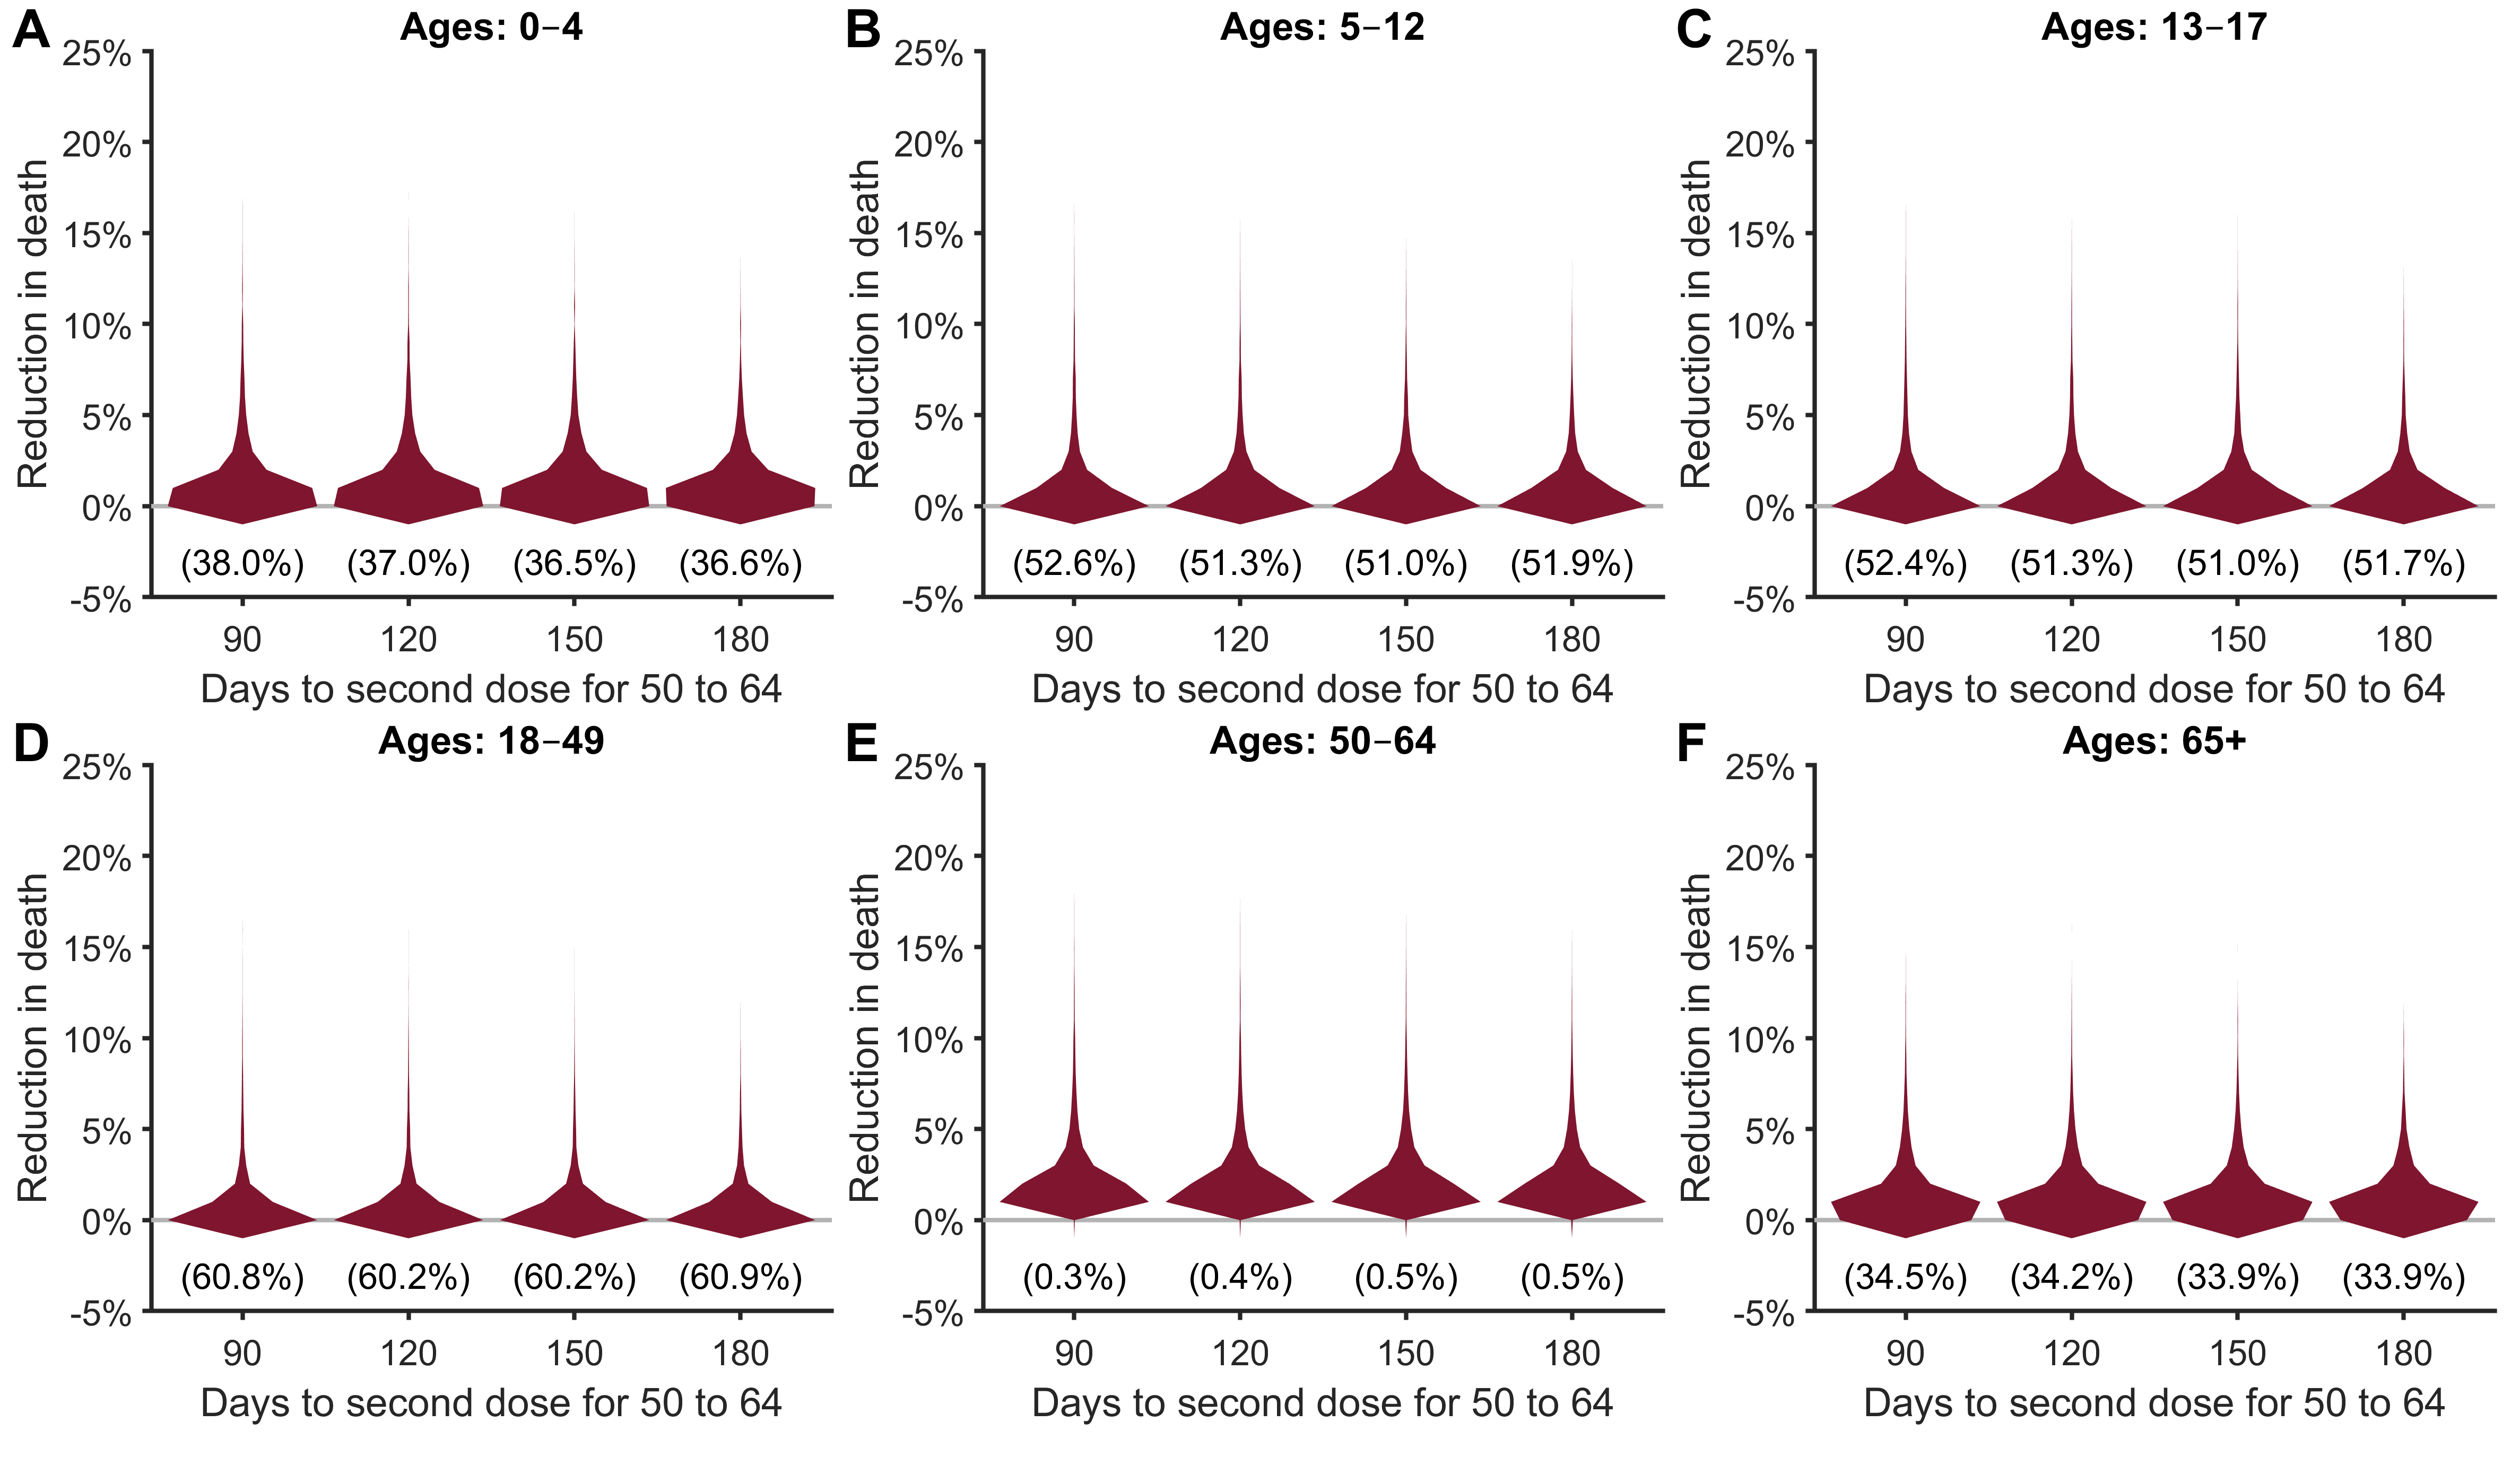 A Ages: 0–4
Reduction in death
25%
20%
15%
10%
5%
0%
-5%
(38.0%) (37.0%) (36.5%) (36.6%)
90 120 150 180
Days to second dose for 50 to 64
B Ages: 5–12
Reduction in death
25%
20%
15%
10%
5%
0%
-5%
(52.6%) (51.3%) (51.0%) (51.9%)
90 120 150 180
Days to second dose for 50 to 64
C Ages: 13–17
Reduction in death
25%
20%
15%
10%
5%
0%
-5%
(52.4%) (51.3%) (51.0%) (51.7%)
90 120 150 180
Days to second dose for 50 to 64
D Ages: 18–49
Reduction in death
25%
20%
15%
10%
5%
0%
-5%
(60.8%) (60.2%) (60.2%) (60.9%)
90 120 150 180
Days to second dose for 50 to 64
E Ages: 50–64
Reduction in death
25%
20%
15%
10%
5%
0%
-5%
(0.3%) (0.4%) (0.5%) (0.5%)
90 120 150 180
Days to second dose for 50 to 64
F Ages: 65+
Reduction in death
25%
20%
15%
10%
5%
0%
-5%
(34.5%) (34.2%) (33.9%) (33.9%)
90 120 150 180
Days to second dose for 50 to 64